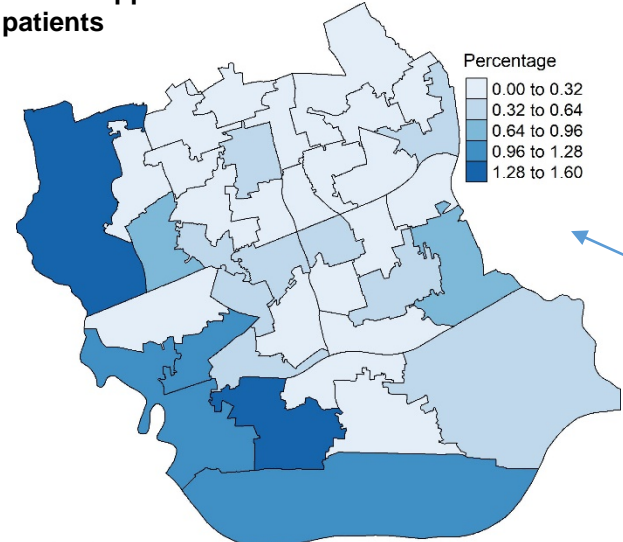 patients
Percentage
0.00 to 0.32
0.32 to 0.64
0.64 to 0.96
0.96 to 1.28
1.28 to 1.60